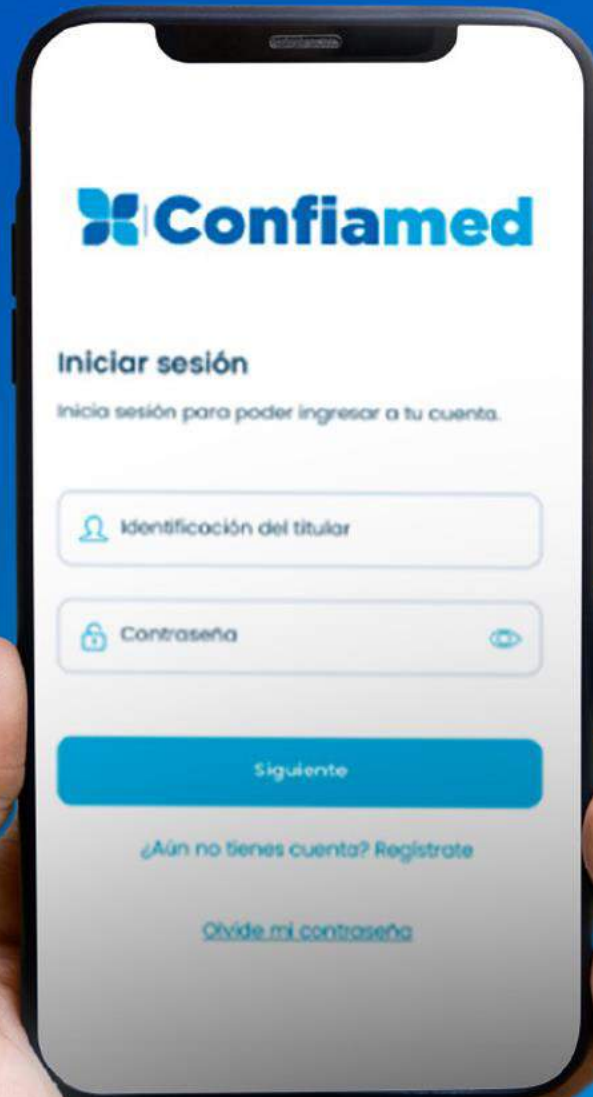 Confiamed
Iniciar sesión
Inicia sesión para poder ingresar a tu cuenta.
Identificación del titular
Contraseña
Siguiente
¿Aún no tienes cuenta? Regístrate
Olvide mi contraseña